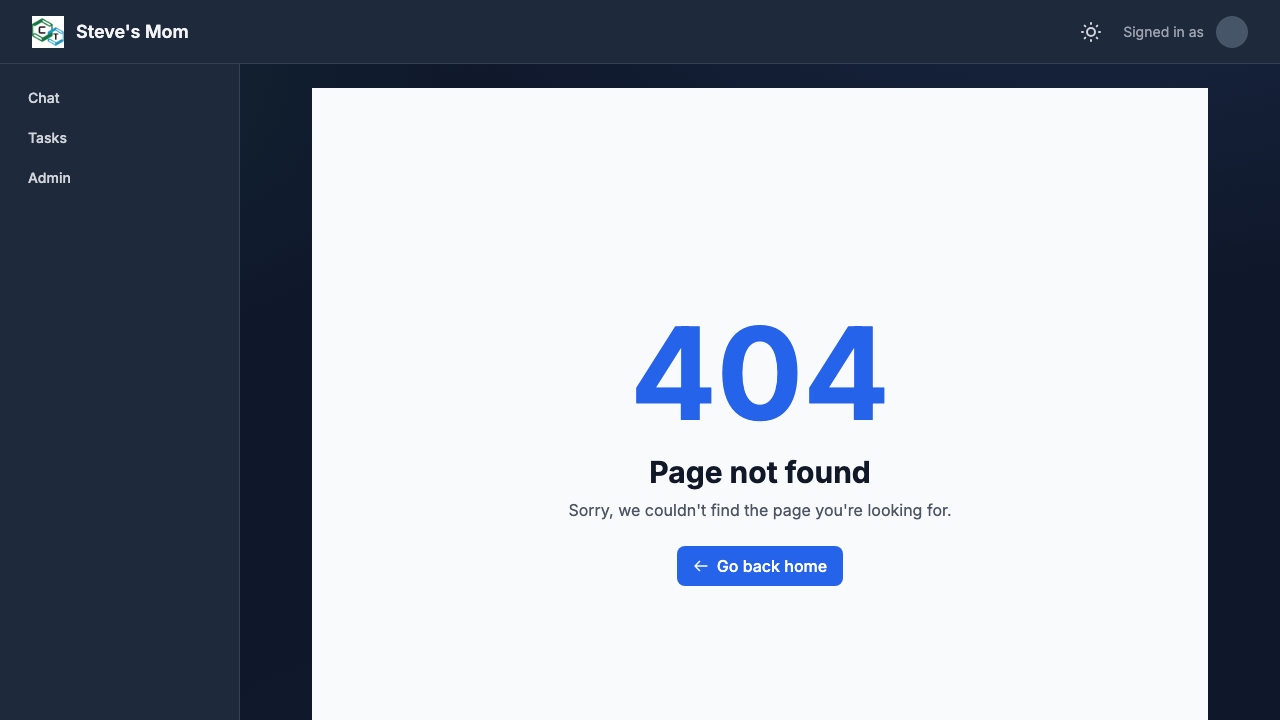 C
T
Steve's Mom
Signed in as
Chat
Tasks
Admin
404
Page not found
Sorry, we couldn't find the page you're looking for.
Go back home